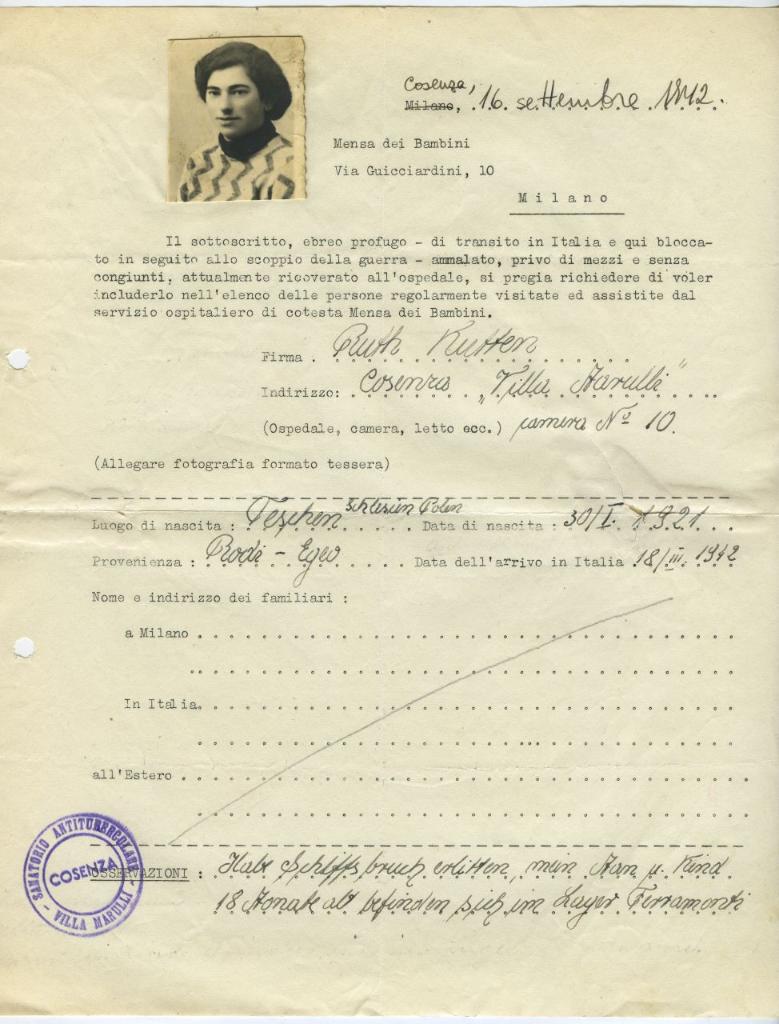 Cosenza,
Milano, 16 settembre 1942.
Mensa dei Bambini
Via Guicciardini, 10
Milano
Il sottoscritto, ebreo profugo - di transito in Italia e qui blocca-
to in seguito allo scoppio della guerra - ammalato, privo di mezzi e senza
congiunti, attualmente ricoverato all'ospedale, si pregia richiedere di voler
includerlo nell'elenco delle persone regolarmente visitate ed assistite dal
servizio ospitaliero di cotesta Mensa dei Bambini.
Firma . Ruth Kutten
Indirizzo: Cosenza „Villa Marulli"
(Ospedale, camera, letto ecc.) camera No 10.
(Allegare fotografia formato tessera)
Luogo di nascita : Teschen Schlesien Polen Data di nascita : 30/I. 1921
Provenienza : Rodi - Egeo Data dell'arrivo in Italia 18/III. 1942
Nome e indirizzo dei familiari :
a Milano
In Italia
all'Estero
OSSERVAZIONI : Habe Schiffsbruch erlitten, mein Man u. Kind
18 Monate alt befinden sich im Lager Ferramonti
SANATORIO ANTITUBERCOLARE
COSENZA
- VILLA MARULLI -